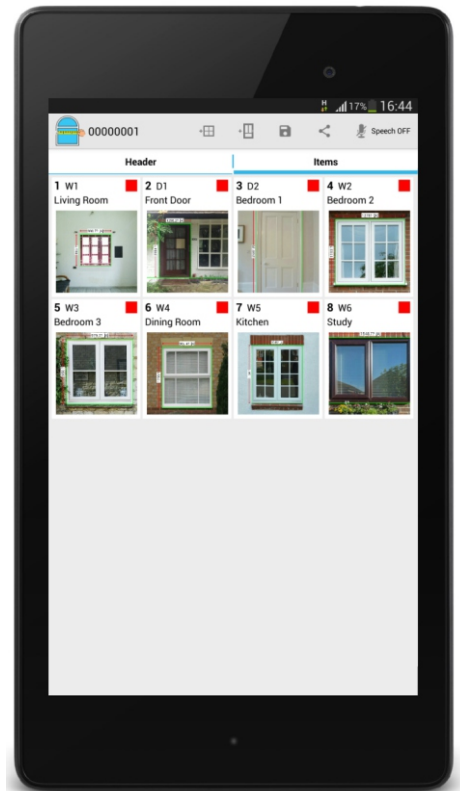 H 17% 16:44
00000001 Speech OFF
Header Items
1 W1 2 D1 3 D2 4 W2
Living Room Front Door Bedroom 1 Bedroom 2
5 W3 6 W4 7 W5 8 W6
Bedroom 3 Dining Room Kitchen Study